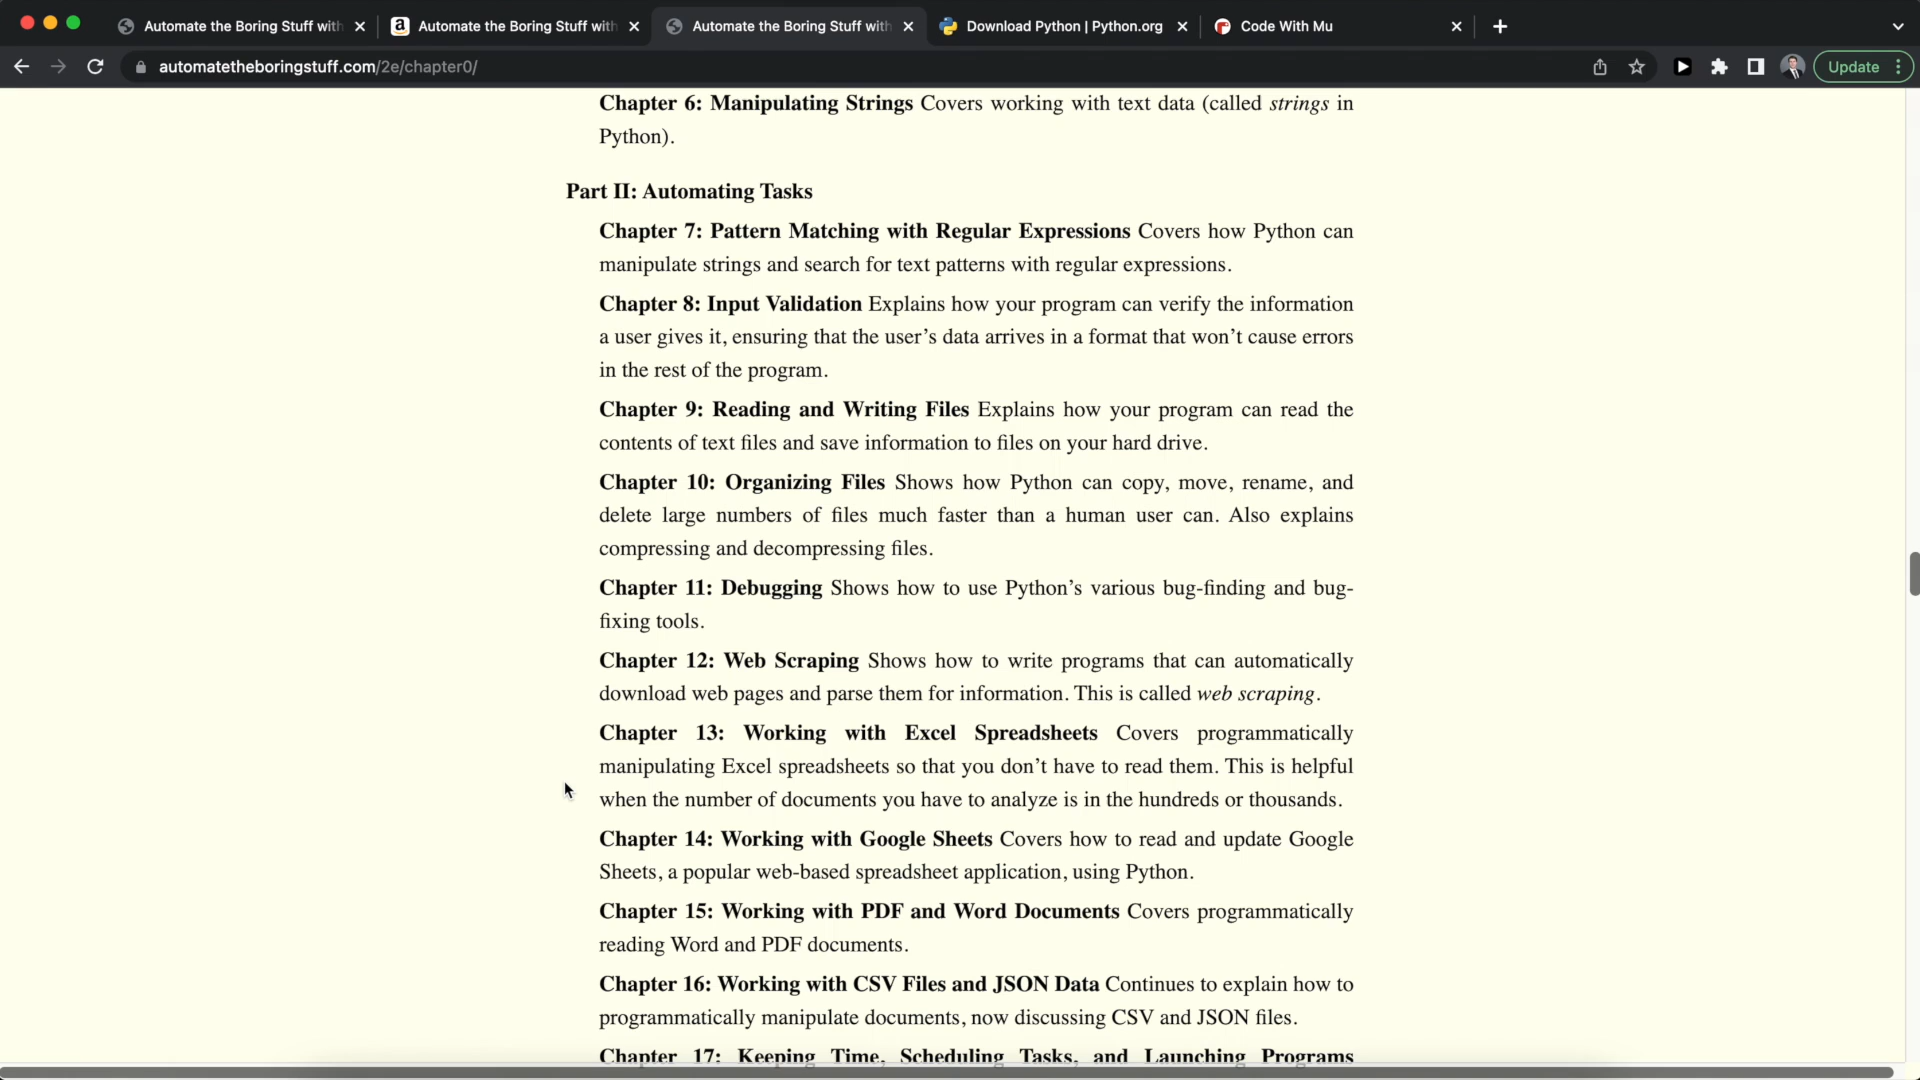 Automate the Boring Stuff with
Automate the Boring Stuff with
Automate the Boring Stuff with
Download Python | Python.org
Code With Mu
automatetheboringstuff.com/2e/chapter0/
Update
Chapter 6: Manipulating Strings Covers working with text data (called strings in
Python).
Part II: Automating Tasks
Chapter 7: Pattern Matching with Regular Expressions Covers how Python can
manipulate strings and search for text patterns with regular expressions.
Chapter 8: Input Validation Explains how your program can verify the information
a user gives it, ensuring that the user’s data arrives in a format that won’t cause errors
in the rest of the program.
Chapter 9: Reading and Writing Files Explains how your program can read the
contents of text files and save information to files on your hard drive.
Chapter 10: Organizing Files Shows how Python can copy, move, rename, and
delete large numbers of files much faster than a human user can. Also explains
compressing and decompressing files.
Chapter 11: Debugging Shows how to use Python’s various bug-finding and bug-
fixing tools.
Chapter 12: Web Scraping Shows how to write programs that can automatically
download web pages and parse them for information. This is called web scraping.
Chapter 13: Working with Excel Spreadsheets Covers programmatically
manipulating Excel spreadsheets so that you don’t have to read them. This is helpful
when the number of documents you have to analyze is in the hundreds or thousands.
Chapter 14: Working with Google Sheets Covers how to read and update Google
Sheets, a popular web-based spreadsheet application, using Python.
Chapter 15: Working with PDF and Word Documents Covers programmatically
reading Word and PDF documents.
Chapter 16: Working with CSV Files and JSON Data Continues to explain how to
programmatically manipulate documents, now discussing CSV and JSON files.
Chapter 17: Keeping Time, Scheduling Tasks, and Launching Programs